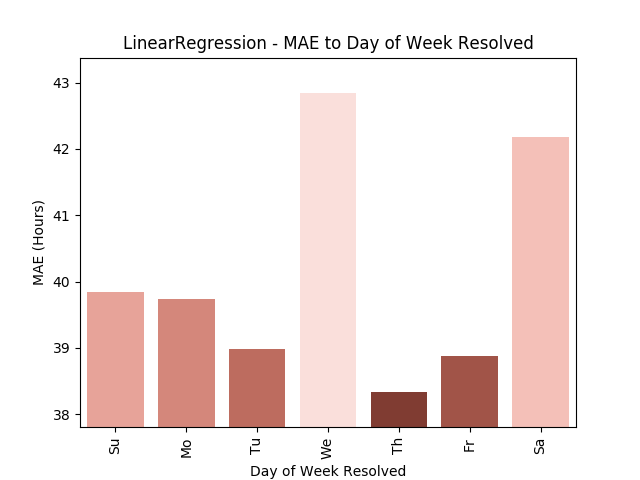 LinearRegression - MAE to Day of Week Resolved
43
42
41
40
39
38
MAE (Hours)
Su
Mo
Tu
We
Th
Fr
Sa
Day of Week Resolved